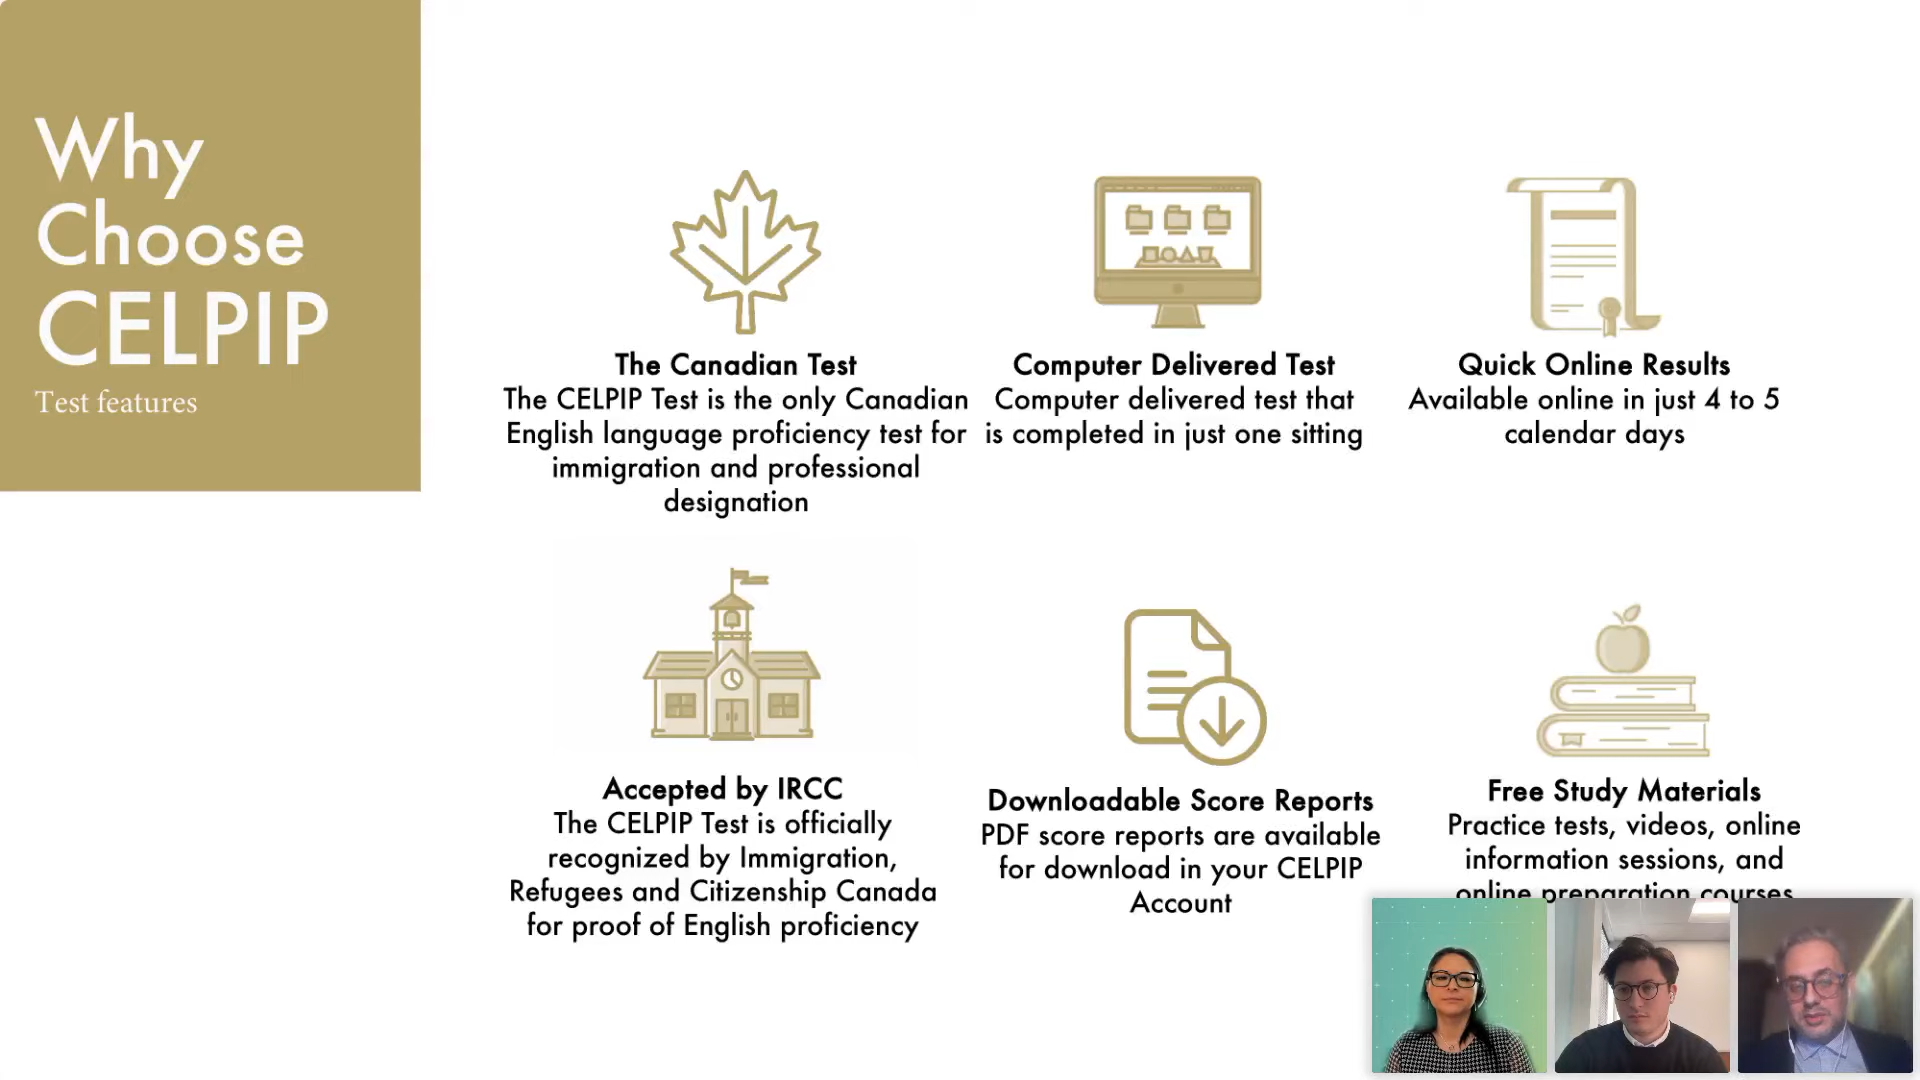 Why
Choose
CELPIP
Test features
The Canadian Test
The CELPIP Test is the only Canadian
English language proficiency test for
immigration and professional
designation
Computer Delivered Test
Computer delivered test that
is completed in just one sitting
Quick Online Results
Available online in just 4 to 5
calendar days
Accepted by IRCC
The CELPIP Test is officially
recognized by Immigration,
Refugees and Citizenship Canada
for proof of English proficiency
Downloadable Score Reports
PDF score reports are available
for download in your CELPIP
Account
Free Study Materials
Practice tests, videos, online
information sessions, and
online preparation courses